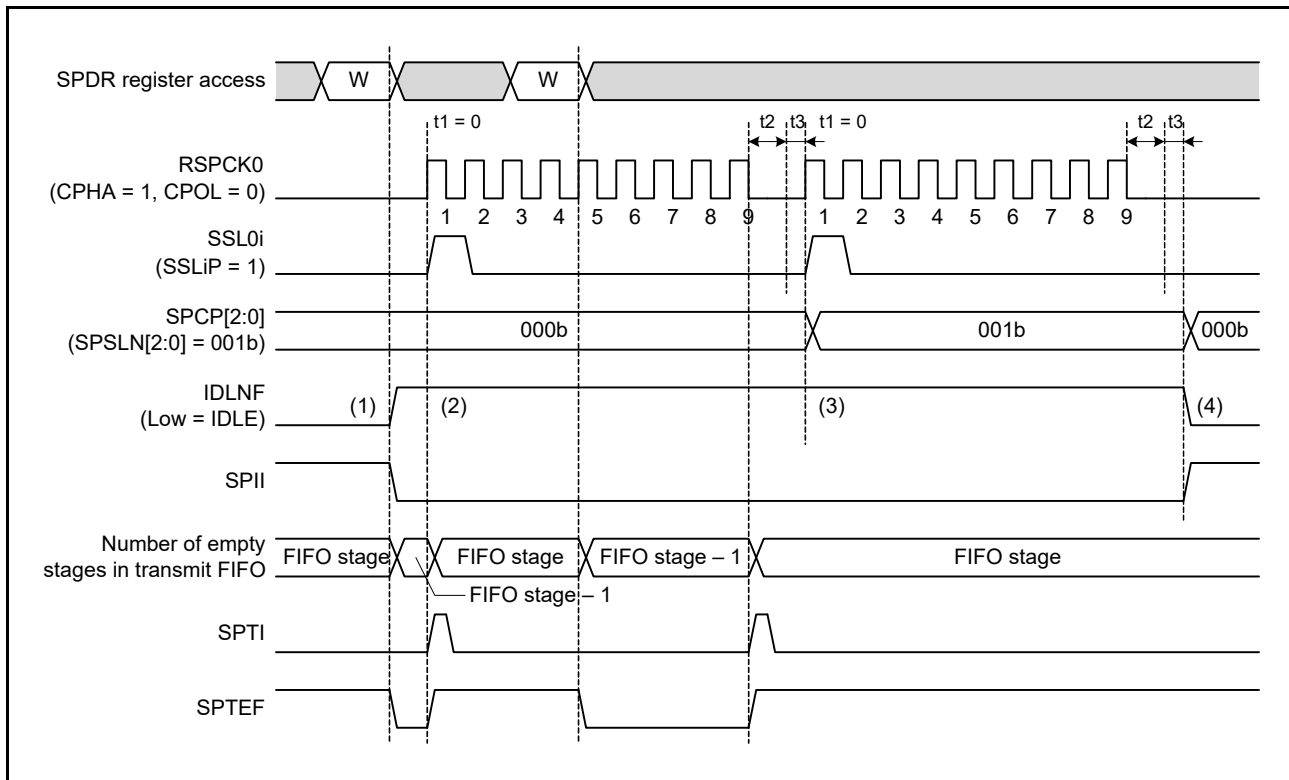 SPDR register access
W
W
t1 = 0
t2
t3
t1 = 0
t2
t3
RSPCK0
(CPHA = 1, CPOL = 0)
1 2 3 4 5 6 7 8 9
1 2 3 4 5 6 7 8 9
SSL0i
(SSLiP = 1)
SPCP[2:0]
(SPSLN[2:0] = 001b)
000b
001b
000b
IDLNF
(Low = IDLE)
(1)
(2)
(3)
(4)
SPII
Number of empty
stages in transmit FIFO
FIFO stage
FIFO stage
FIFO stage – 1
FIFO stage
FIFO stage – 1
SPTI
SPTEF